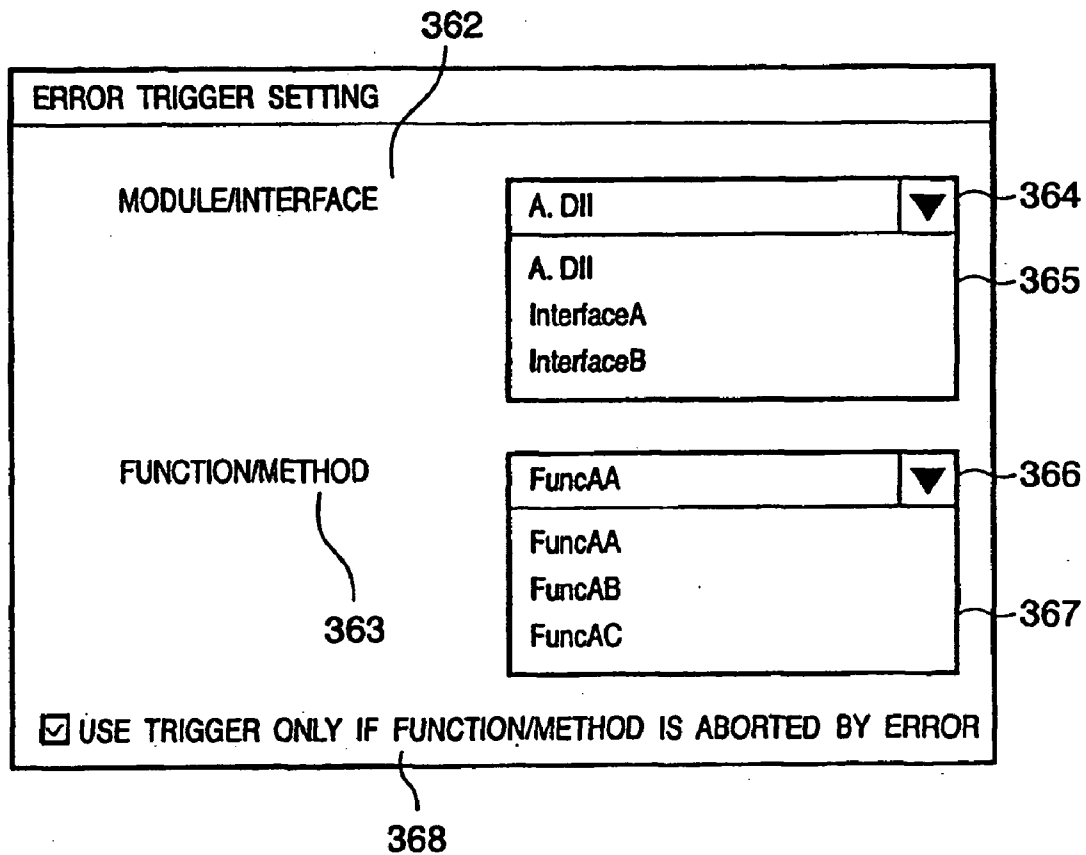 362
ERROR TRIGGER SETTING
MODULE/INTERFACE
A. Dll
364
A. Dll
365
InterfaceA
InterfaceB
FUNCTION/METHOD
FuncAA
366
FuncAA
FuncAB
FuncAC
367
363
USE TRIGGER ONLY IF FUNCTION/METHOD IS ABORTED BY ERROR
368